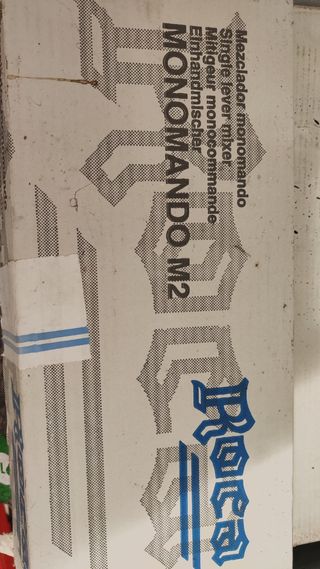 Mezclador monomando
Single lever mixer
Mitigeur monocommande
Einhandmischer
MONOMANDO M2
Roca